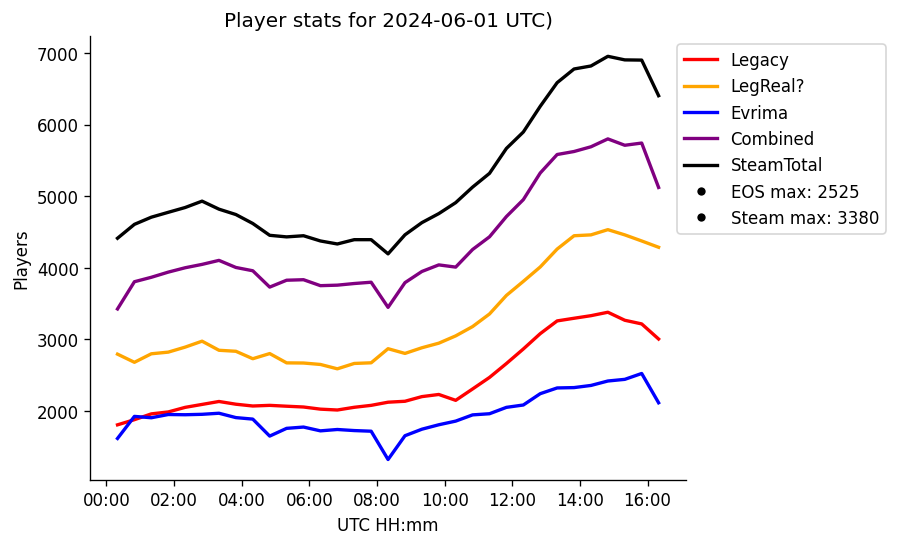 Player stats for 2024-06-01 UTC)
7000
6000
5000
4000
3000
2000
Players
00:00 02:00 04:00 06:00 08:00 10:00 12:00 14:00 16:00
UTC HH:mm
Legacy
LegReal?
Evrima
Combined
SteamTotal
EOS max: 2525
Steam max: 3380